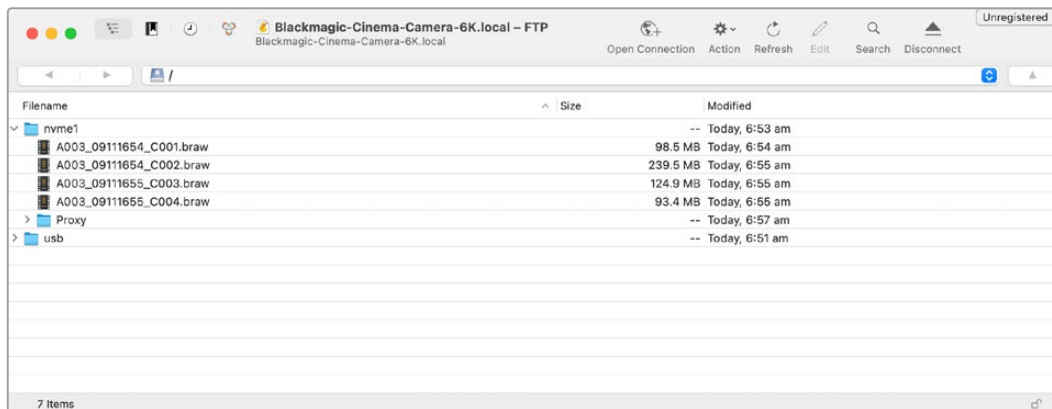 Blackmagic-Cinema-Camera-6K.local – FTP
Blackmagic-Cinema-Camera-6K.local
Open Connection Action Refresh Edit Search Disconnect
Unregistered
/
Filename Size Modified
nvme1 -- Today, 6:53 am
A003_09111654_C001.braw 98.5 MB Today, 6:54 am
A003_09111654_C002.braw 239.5 MB Today, 6:55 am
A003_09111655_C003.braw 124.9 MB Today, 6:55 am
A003_09111655_C004.braw 93.4 MB Today, 6:55 am
Proxy -- Today, 6:57 am
usb -- Today, 6:51 am
7 Items